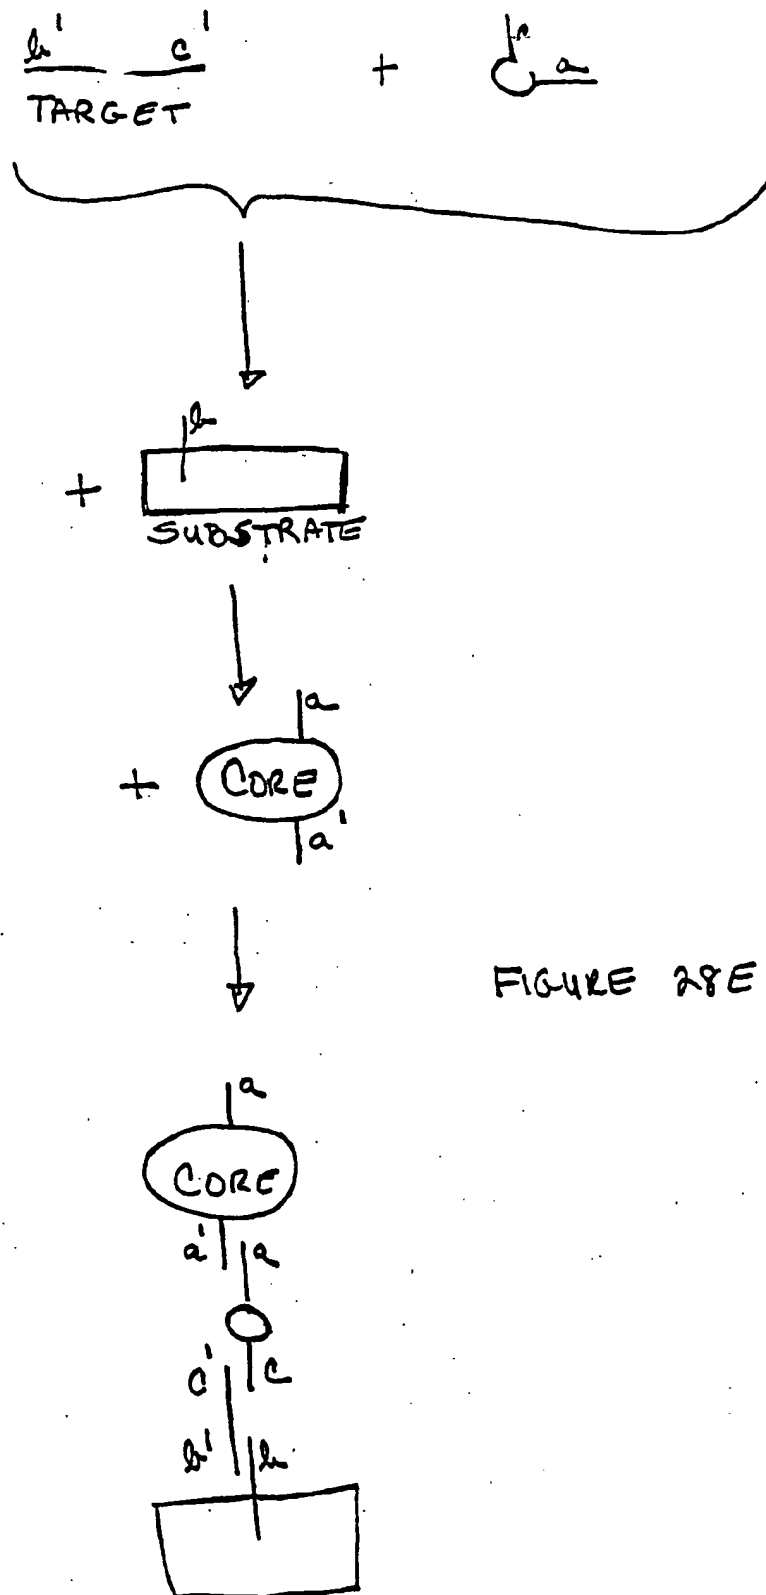 b' c' + c a
TARGET
b
+
SUBSTRATE
a
+ CORE
a'
FIGURE 28E
a
CORE
a' a
c' c
b' b